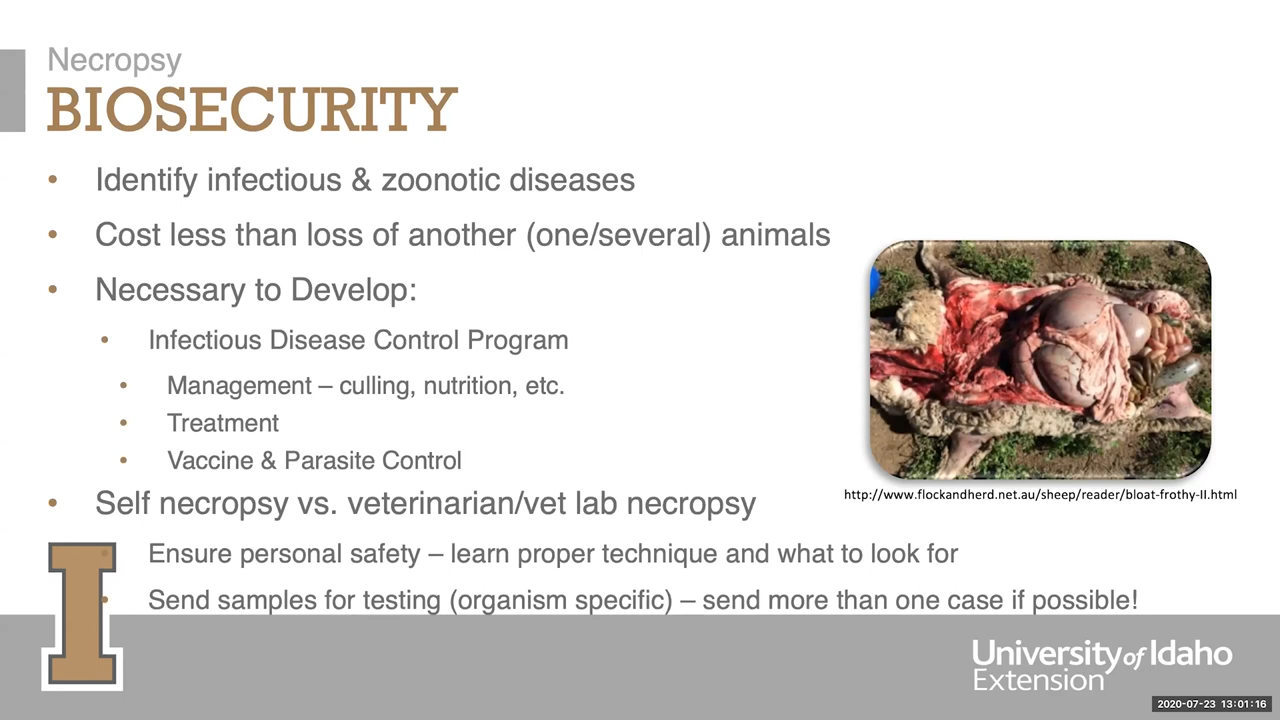 Necropsy
BIOSECURITY
• Identify infectious & zoonotic diseases
• Cost less than loss of another (one/several) animals
• Necessary to Develop:
• Infectious Disease Control Program
• Management – culling, nutrition, etc.
• Treatment
• Vaccine & Parasite Control
http://www.flockandherd.net.au/sheep/reader/bloat-frothy-II.html
• Self necropsy vs. veterinarian/vet lab necropsy
• Ensure personal safety – learn proper technique and what to look for
• Send samples for testing (organism specific) – send more than one case if possible!
I
University of Idaho
Extension
2020-07-23 13:01:16